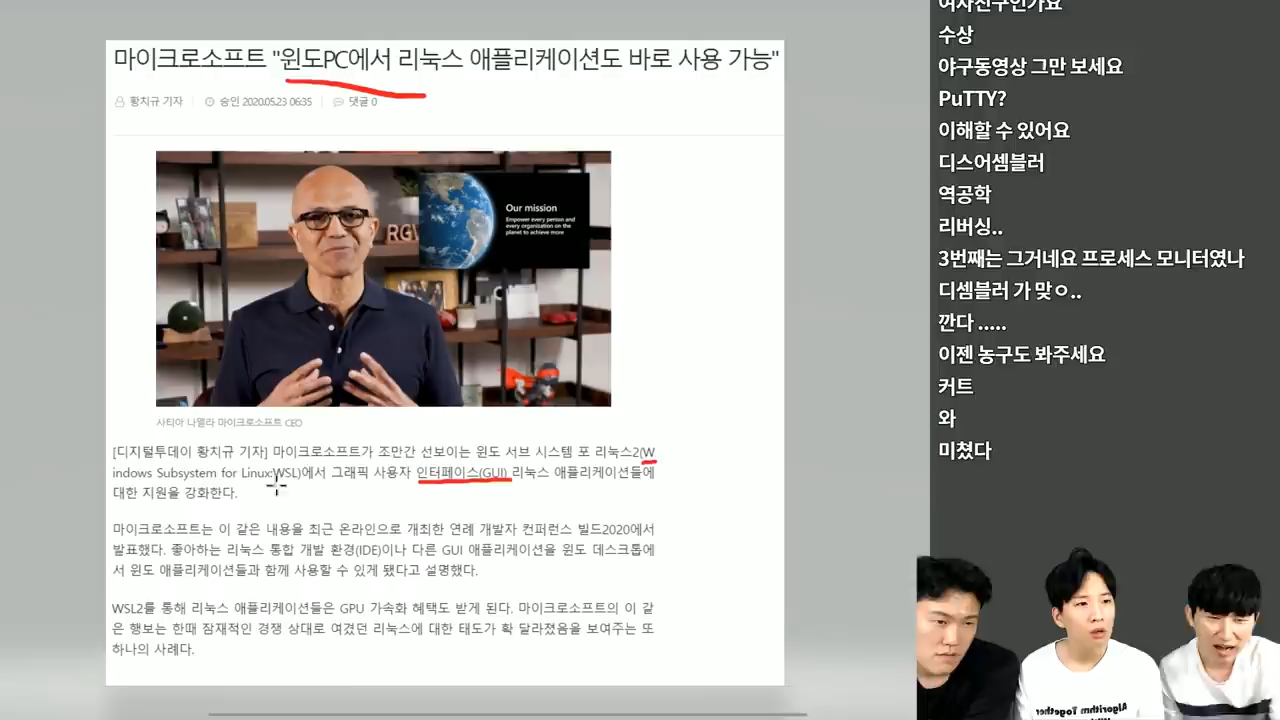 마이크로소프트 "윈도PC에서 리눅스 애플리케이션도 바로 사용 가능"
황치규 기자
승인 2020.05.23 06:35
댓글 0
RG
Our mission
Empower every person and
every organization on the
planet to achieve more
사티아 나델라 마이크로소프트 CEO
[디지털투데이 황치규 기자] 마이크로소프트가 조만간 선보이는 윈도 서브 시스템 포 리눅스2(W
indows Subsystem for Linux:WSL)에서 그래픽 사용자 인터페이스(GUI) 리눅스 애플리케이션들에
대한 지원을 강화한다.
마이크로소프트는 이 같은 내용을 최근 온라인으로 개최한 연례 개발자 컨퍼런스 빌드2020에서
발표했다. 좋아하는 리눅스 통합 개발 환경(IDE)이나 다른 GUI 애플리케이션을 윈도 데스크톱에
서 윈도 애플리케이션들과 함께 사용할 수 있게 됐다고 설명했다.
WSL2를 통해 리눅스 애플리케이션들은 GPU 가속화 혜택도 받게 된다. 마이크로소프트의 이 같
은 행보는 한때 잠재적인 경쟁 상대로 여겼던 리눅스에 대한 태도가 확 달라졌음을 보여주는 또
하나의 사례다.
여자친구인가요
수상
야구동영상 그만 보세요
PuTTY?
이해할 수 있어요
디스어셈블러
역공학
리버싱..
3번째는 그거네요 프로세스 모니터였나
디셈블러 가 맞ㅇ..
깐다 .....
이젠 농구도 봐주세요
커트
와
미쳤다
Algorithm Together